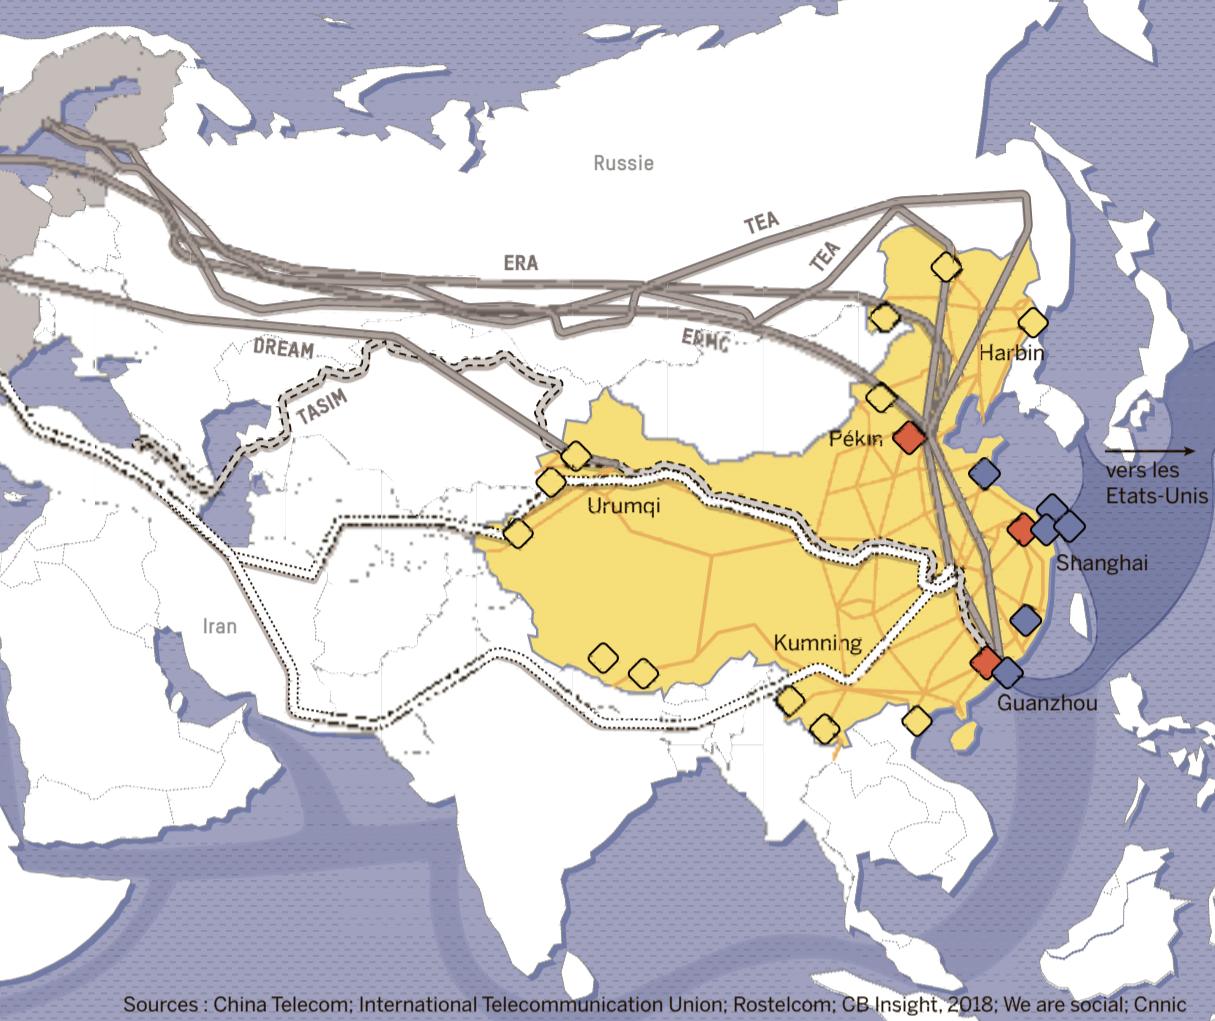 Russie
TEA
TEA
ERA
ERMC
DREAM
TASIM
Harbin
Pékin
vers les
Etats-Unis
Urumqi
Shanghai
Iran
Kumning
Guanzhou
Sources : China Telecom; International Telecommunication Union; Rostelcom; CB Insight, 2018; We are social; Cnnic